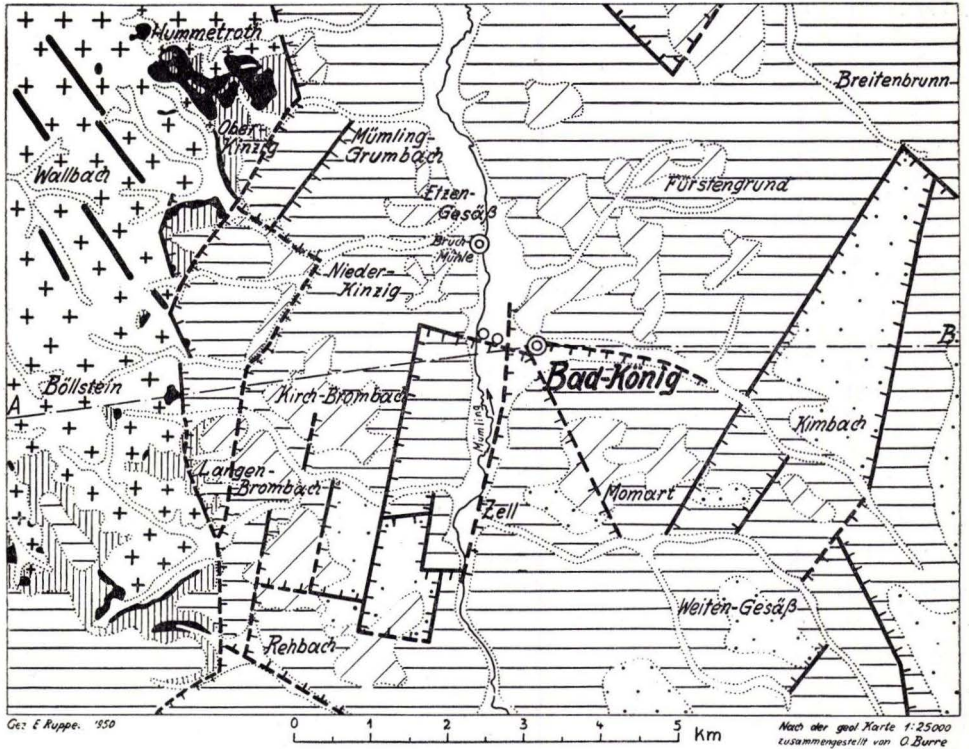 Hummetroth
Breitenbrunn
Ober-
Kinzig
Mümling
Grumbach
Wallbach
Fürstengrund
Etzen-
Gesäß
Bruch
Mühle
Nieder-
Kinzig
B
Bad-König
Böllstein
A
Kirch-Brombach
Kimbach
Mümling
Langen-
Brombach
Momart
Zell
Weiten-Gesäß
Rehbach
Gez E Ruppe. 1950
0 1 2 3 4 5 Km
Nach der geol Karte 1:25000
zusammengestellt von O. Burre